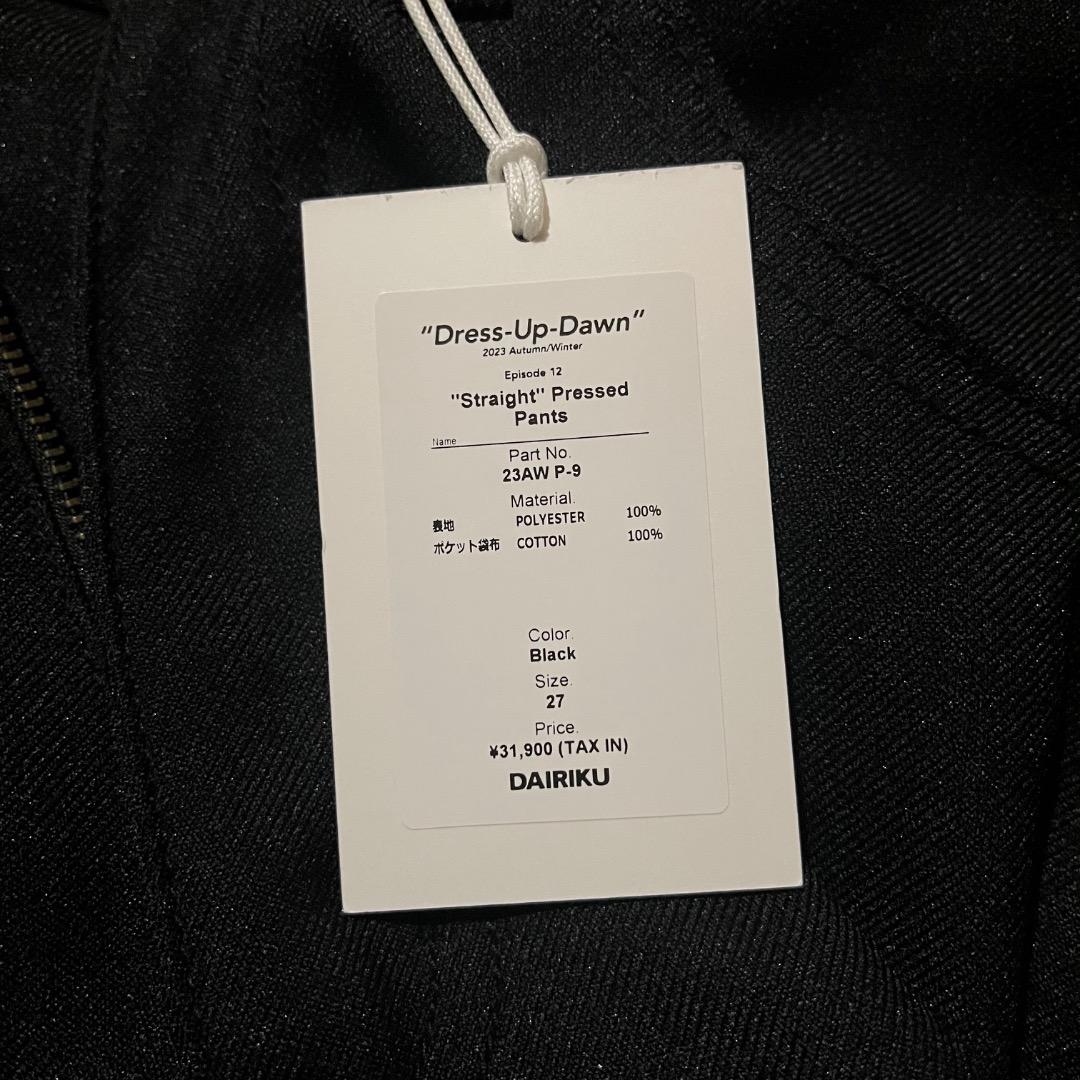 "Dress-Up-Dawn"
2023 Autumn/Winter
Episode 12
"Straight" Pressed
Pants
Name
Part No.
23AW P-9
Material.
表地 POLYESTER 100%
ポケット袋布 COTTON 100%
Color.
Black
Size.
27
Price.
¥31,900 (TAX IN)
DAIRIKU